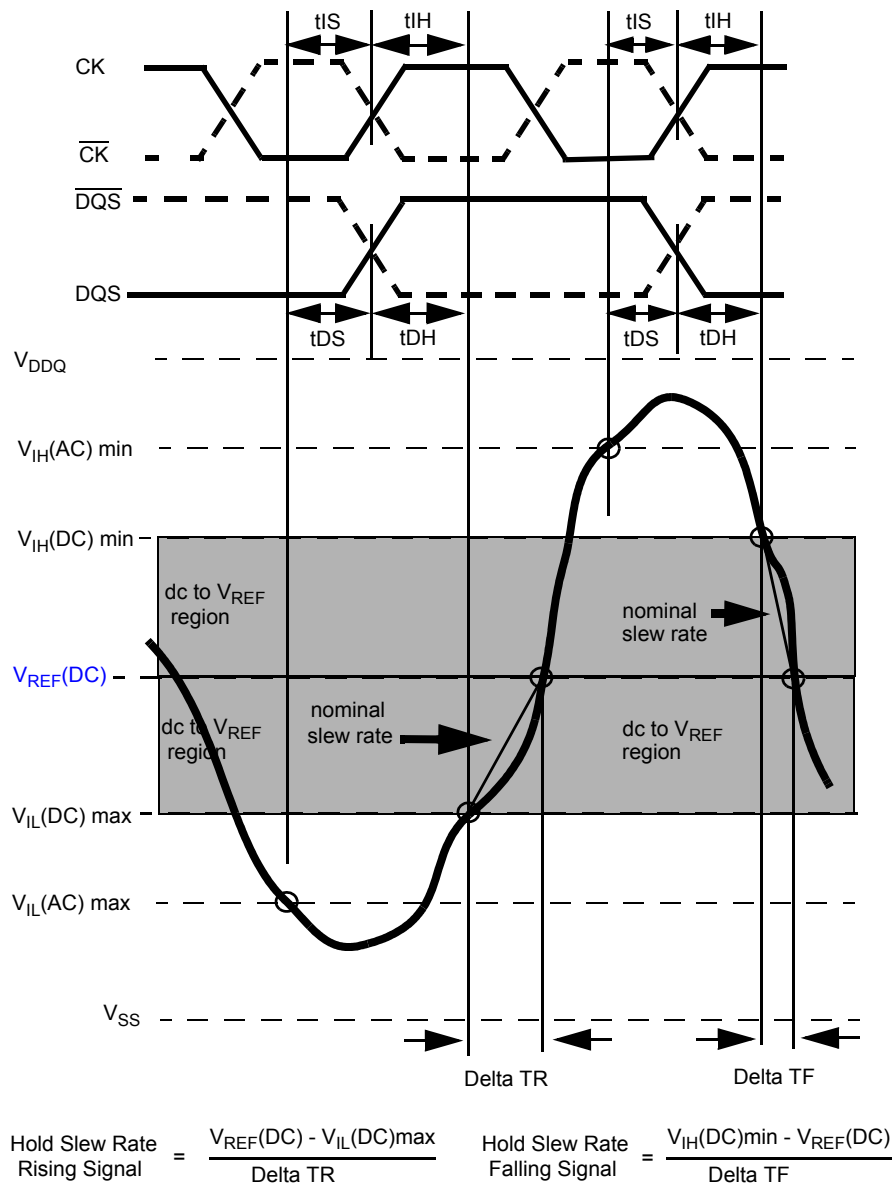 tIS tIH tIS tIH
CK
C̅K̅
D̅Q̅S̅
DQS
tDS tDH tDS tDH
VDDQ
VIH(AC) min
VIH(DC) min
dc to VREF
region
nominal
slew rate
VREF(DC)
dc to VREF
region
nominal
slew rate
dc to VREF
region
VIL(DC) max
VIL(AC) max
VSS
Delta TR Delta TF
Hold Slew Rate
Rising Signal
=
VREF(DC) - VIL(DC)max
Delta TR
Hold Slew Rate
Falling Signal
=
VIH(DC)min - VREF(DC)
Delta TF